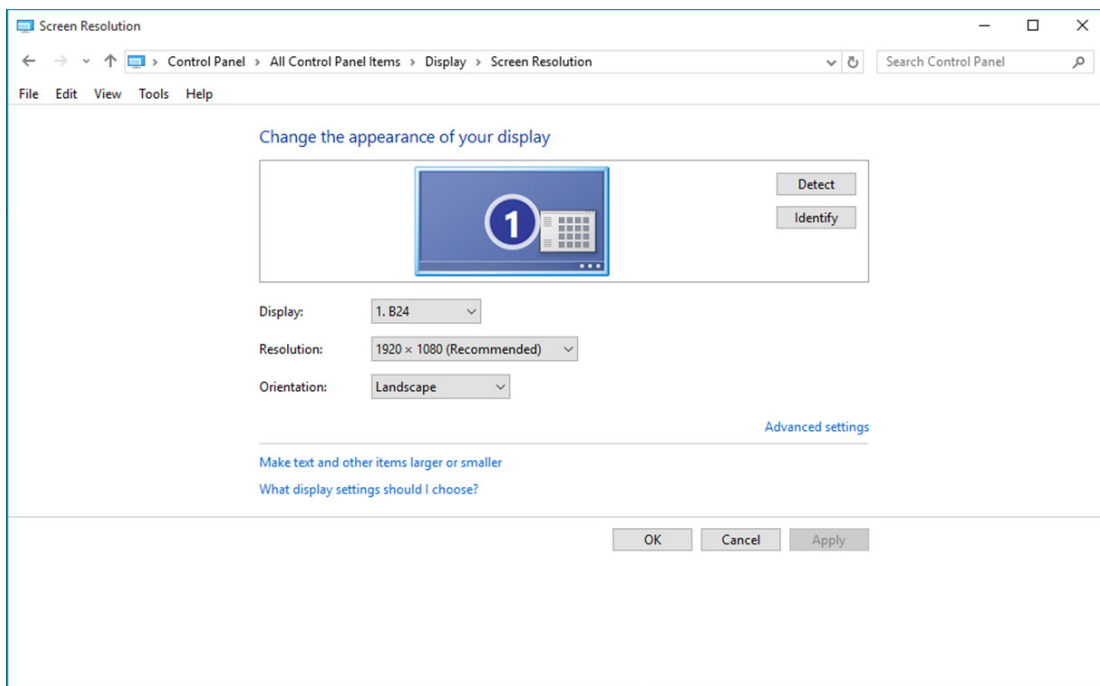 Screen Resolution
Control Panel > All Control Panel Items > Display > Screen Resolution
Search Control Panel
File Edit View Tools Help
Change the appearance of your display
1
Detect
Identify
Display: 1. B24
Resolution: 1920 × 1080 (Recommended)
Orientation: Landscape
Advanced settings
Make text and other items larger or smaller
What display settings should I choose?
OK Cancel Apply